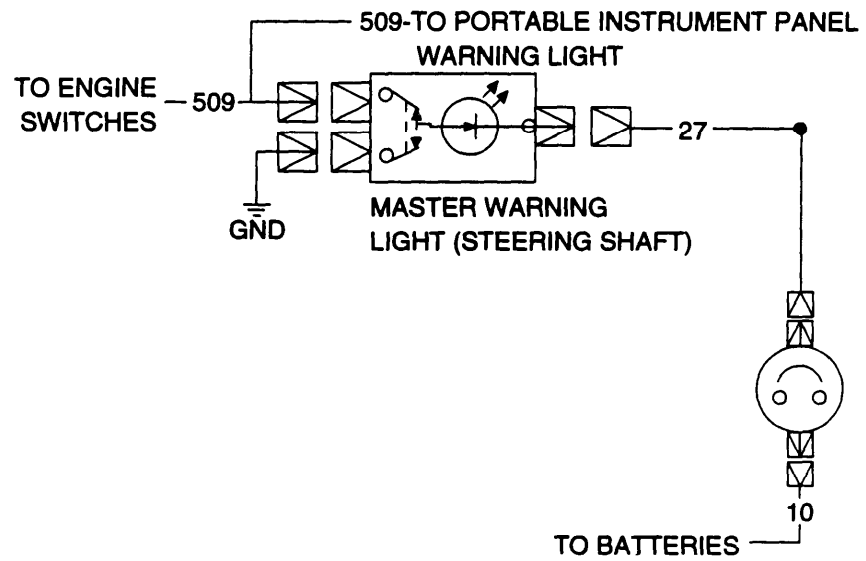 509-TO PORTABLE INSTRUMENT PANEL
WARNING LIGHT
TO ENGINE
SWITCHES
509
GND
MASTER WARNING
LIGHT (STEERING SHAFT)
27
10
TO BATTERIES